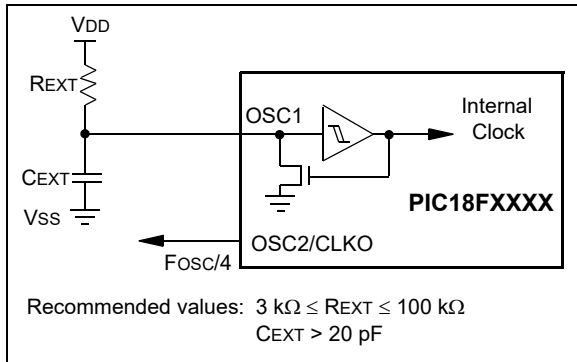 VDD
REXT
OSC1
Internal
Clock
CEXT
PIC18FXXXX
VSS
OSC2/CLKO
FOSC/4
Recommended values: 3 kΩ ≤ REXT ≤ 100 kΩ
CEXT > 20 pF